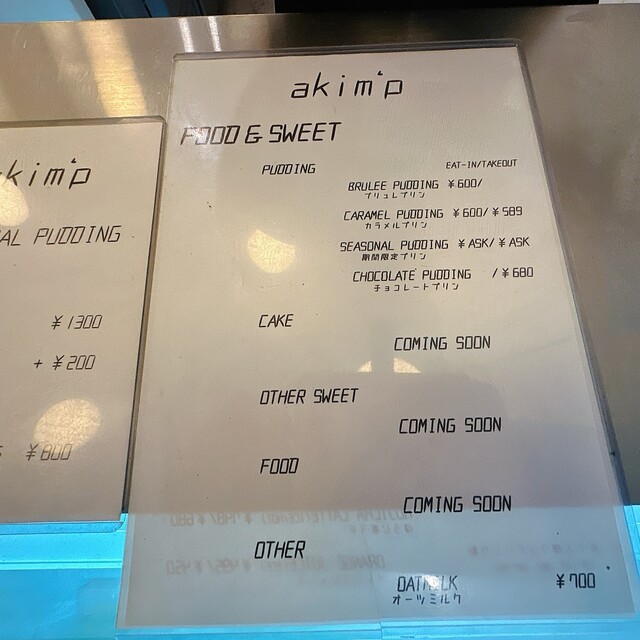 akim'p
AL PUDDING
¥1300
+ ¥200
¥800
akim'p
FOOD & SWEET
PUDDING EAT-IN/TAKEOUT
BRULEE PUDDING ¥600/
ブリュレプリン
CARAMEL PUDDING ¥600/¥589
カラメルプリン
SEASONAL PUDDING ¥ASK/¥ASK
期間限定プリン
CHOCOLATE PUDDING /¥680
チョコレートプリン
CAKE
COMING SOON
OTHER SWEET
COMING SOON
FOOD
COMING SOON
OTHER
OATMILK ¥700
オーツミルク